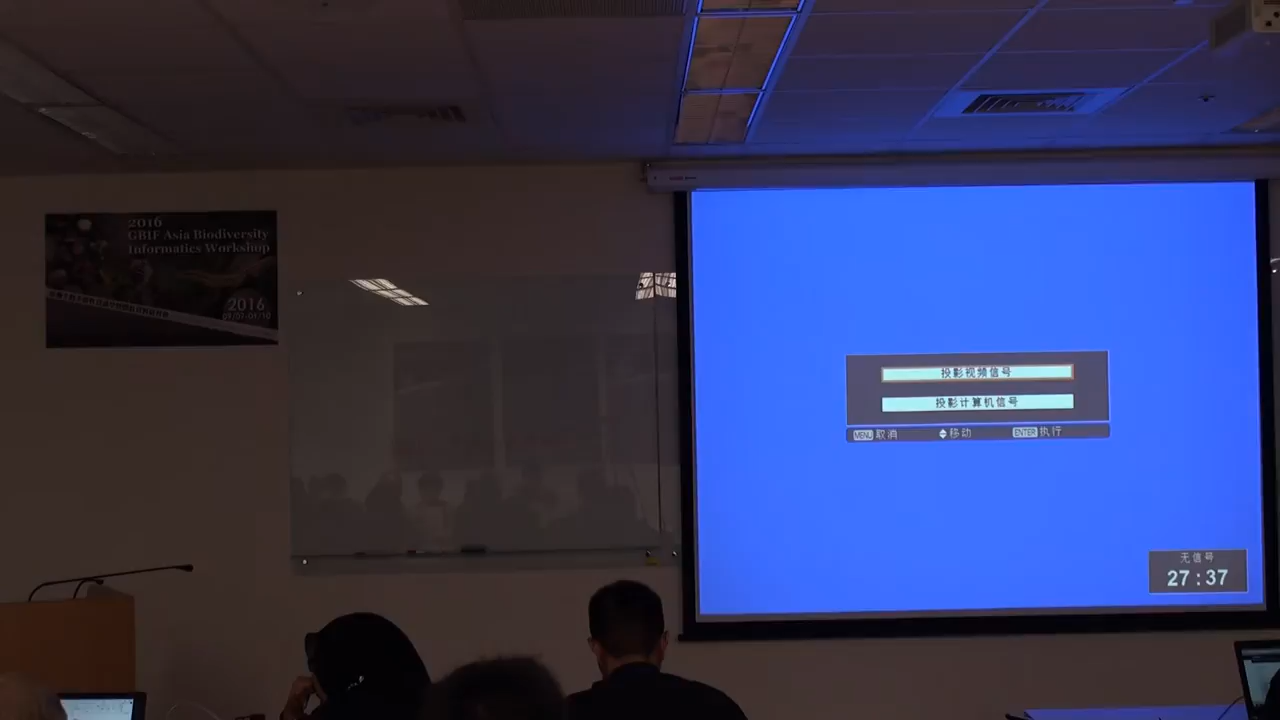 2016
GBIF Asia Biodiversity
Informatics Workshop
2016
投影视频信号
投影计算机信号
MENU 取消
移动
ENTER 执行
无信号
27:37